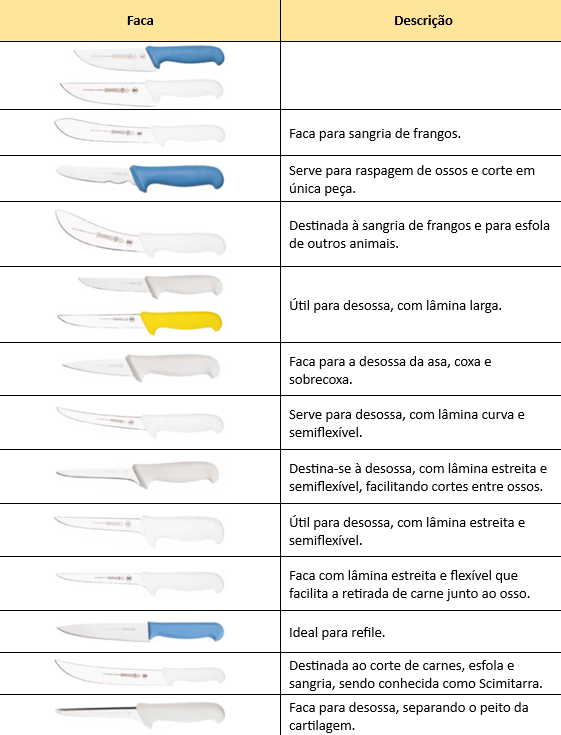 Faca
Descrição
Faca para sangria de frangos.
Serve para raspagem de ossos e corte em
única peça.
Destinada à sangria de frangos e para esfola
de outros animais.
Útil para desossa, com lâmina larga.
Faca para a desossa da asa, coxa e
sobrecoxa.
Serve para desossa, com lâmina curva e
semiflexível.
Destina-se à desossa, com lâmina estreita e
semiflexível, facilitando cortes entre ossos.
Útil para desossa, com lâmina estreita e
semiflexível.
Faca com lâmina estreita e flexível que
facilita a retirada de carne junto ao osso.
Ideal para refile.
Destinada ao corte de carnes, esfola e
sangria, sendo conhecida como Scimitarra.
Faca para desossa, separando o peito da
cartilagem.